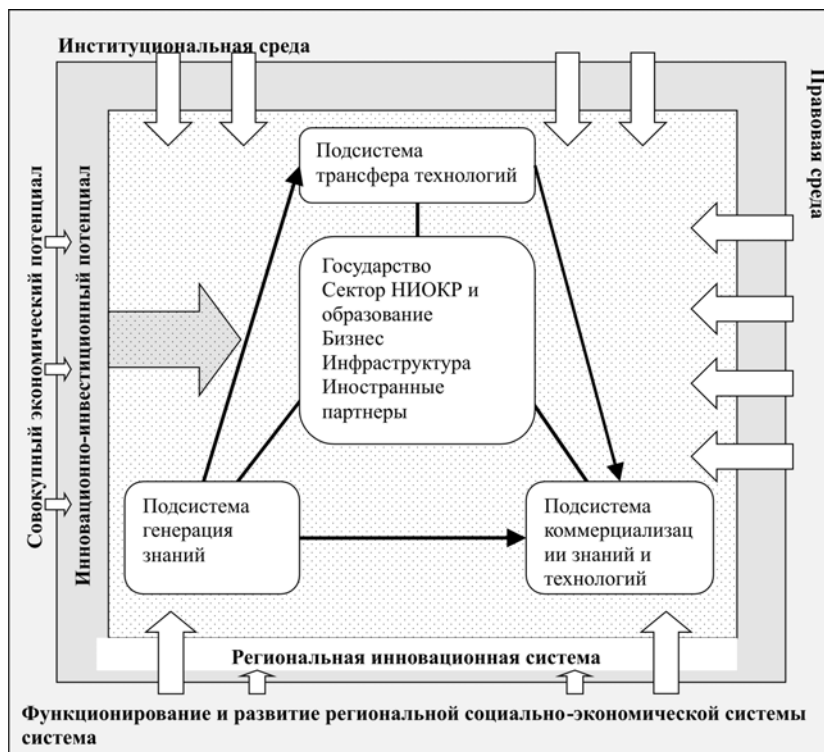 Институциональная среда
Правовая среда
Совокупный экономический потенциал
Инновационно-инвестиционный потенциал
Подсистема
трансфера технологий
Государство
Сектор НИОКР и
образование
Бизнес
Инфраструктура
Иностранные
партнеры
Подсистема
генерация
знаний
Подсистема
коммерциализац
ии знаний и
технологий
Региональная инновационная система
Функционирование и развитие региональной социально-экономической системы
система